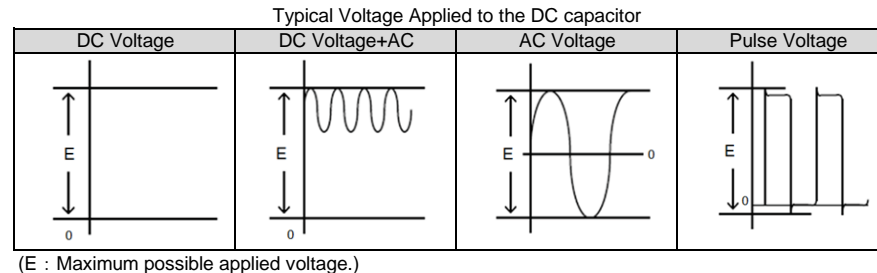 Typical Voltage Applied to the DC capacitor
DC Voltage DC Voltage+AC AC Voltage Pulse Voltage
E E E E
0
0
0 0
(E：Maximum possible applied voltage.)